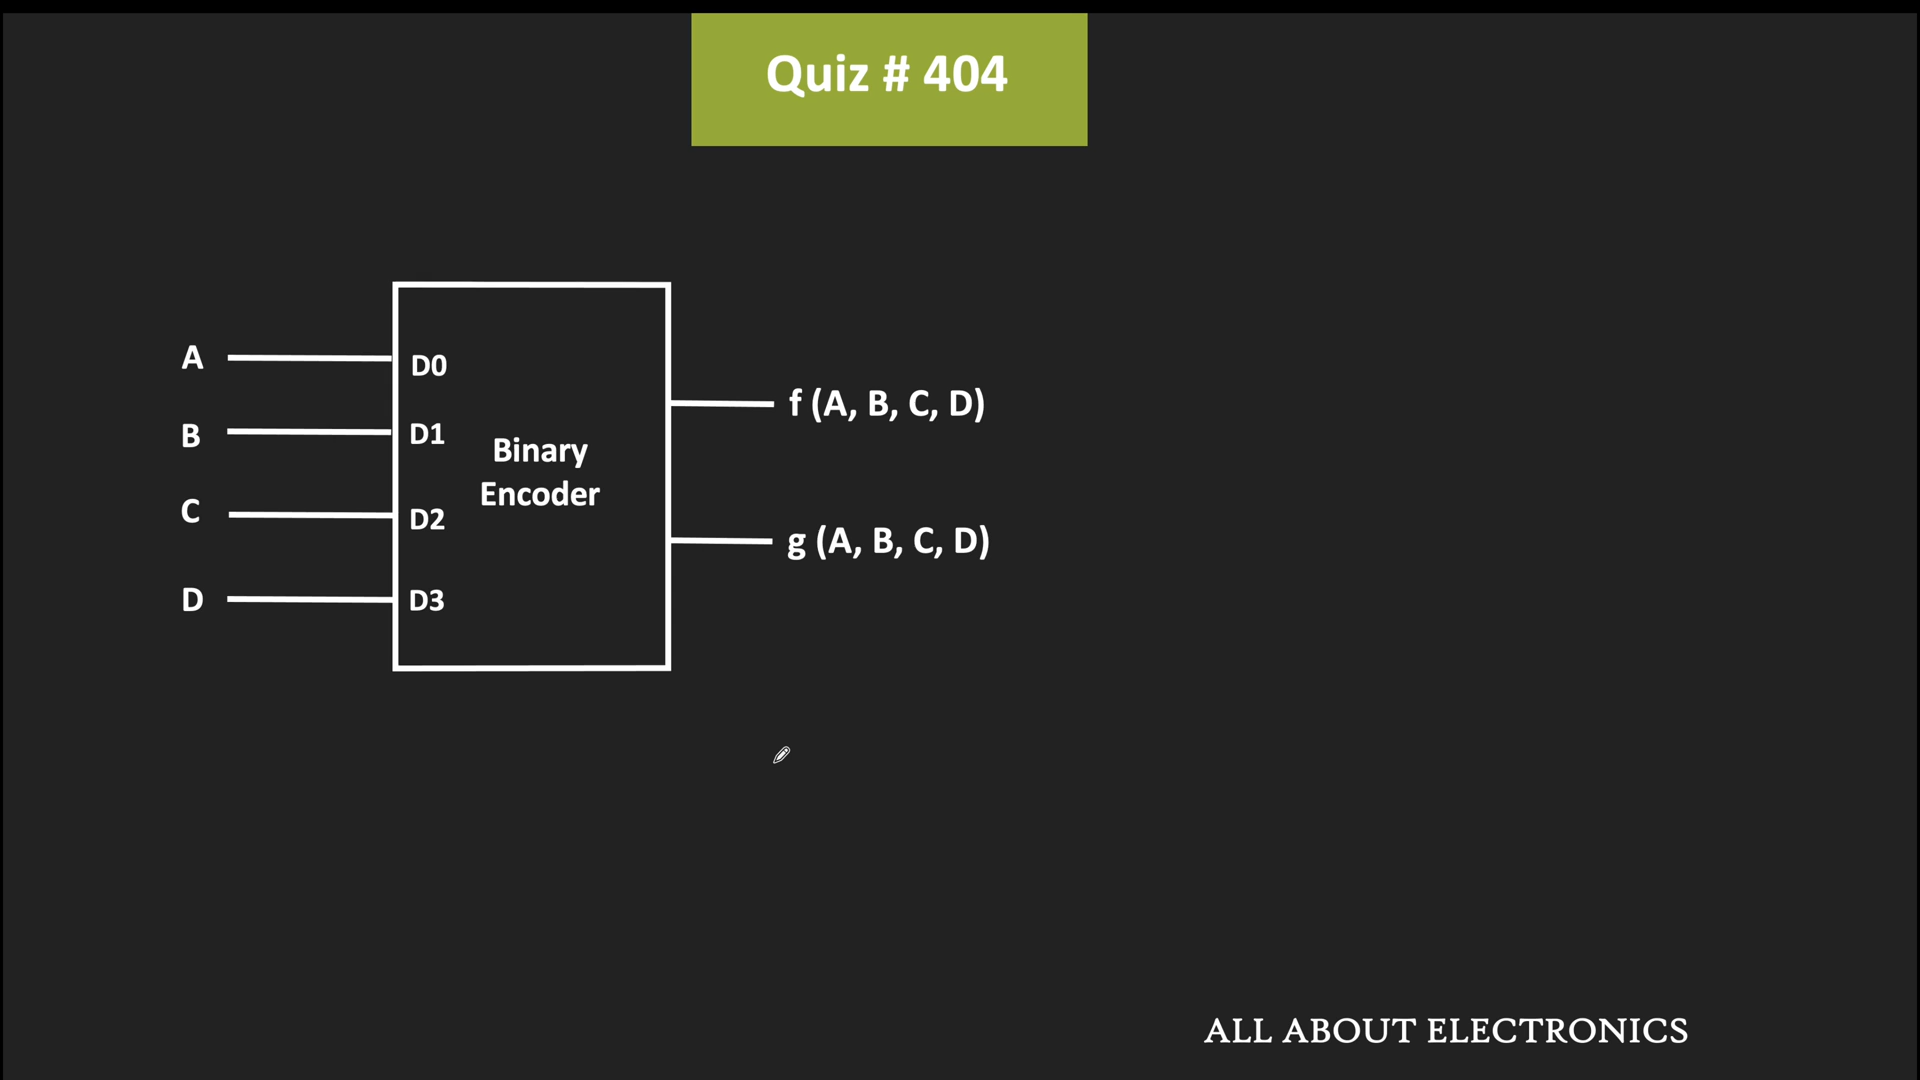 Quiz # 404
A
D0
f (A, B, C, D)
B
D1
Binary
Encoder
C
D2
g (A, B, C, D)
D
D3
ALL ABOUT ELECTRONICS